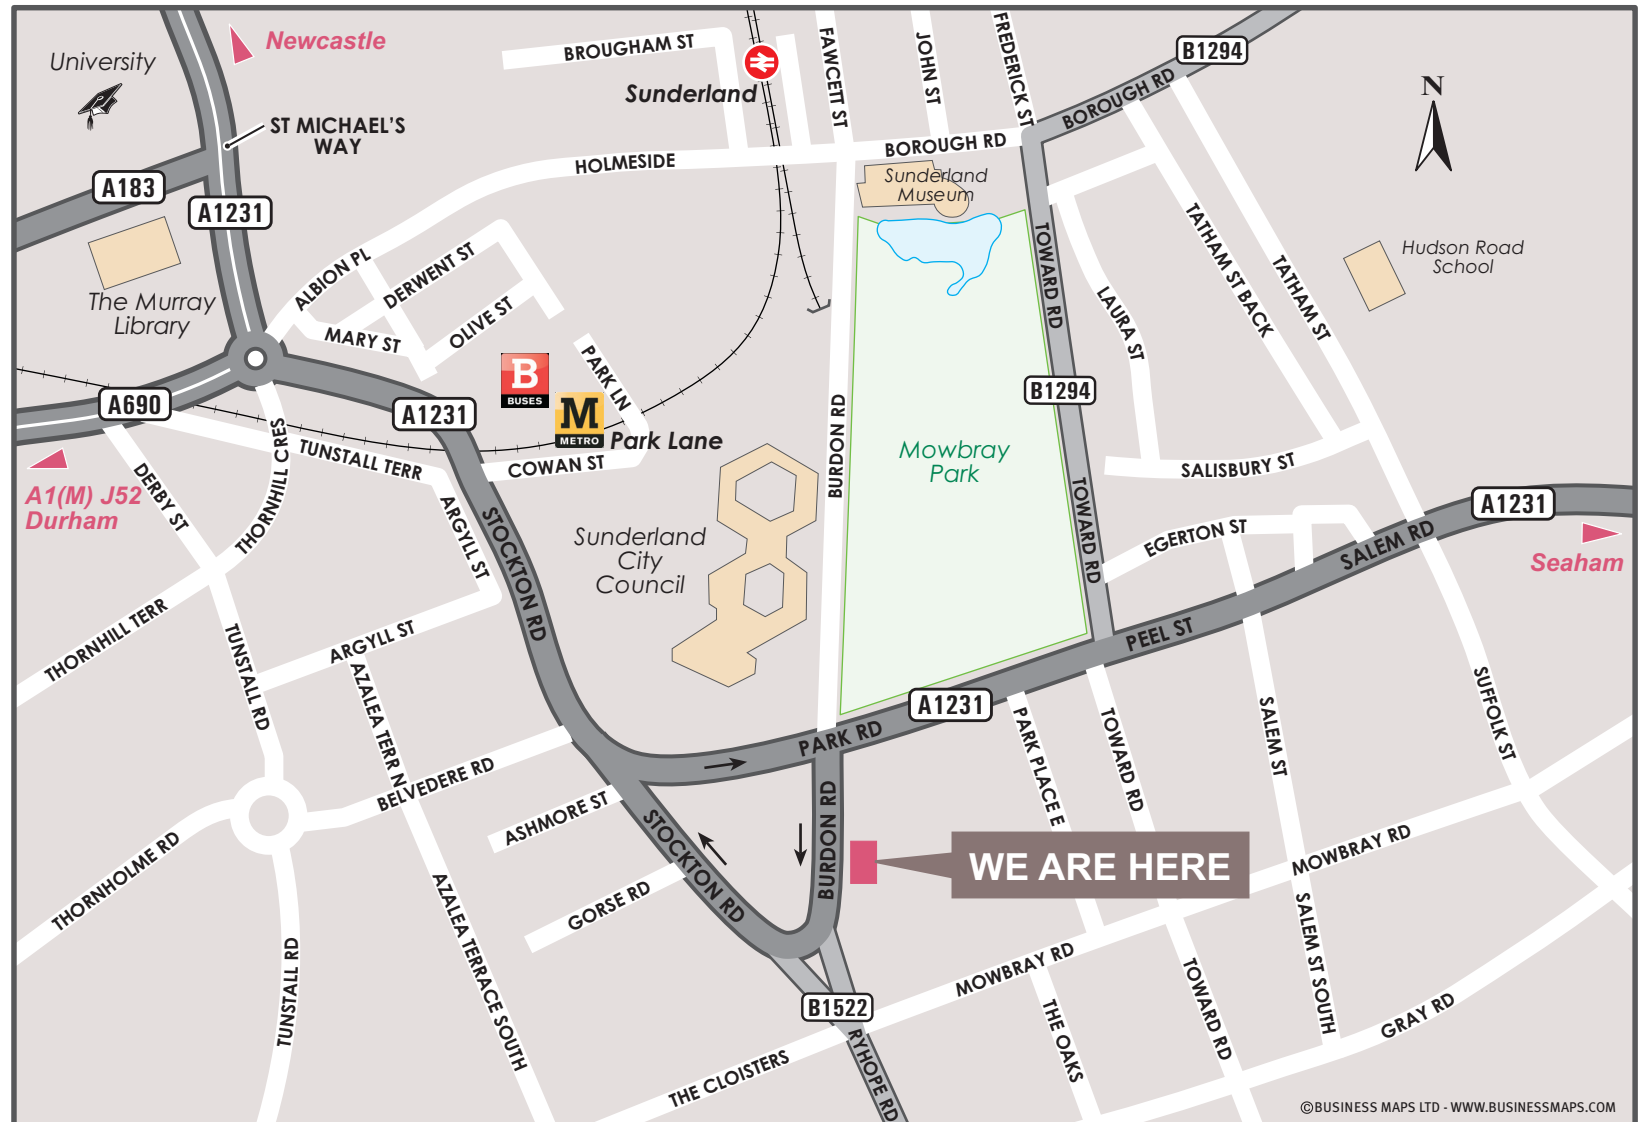 University
Newcastle
BROUGHAM ST
Sunderland
FAWCETT ST
JOHN ST
FREDERICK ST
B1294
BOROUGH RD
N
ST MICHAEL'S
WAY
A183
A1231
HOLMESIDE
BOROUGH RD
Sunderland
Museum
TOWARD RD
TATHAM ST BACK
TATHAM ST
Hudson Road
School
The Murray
Library
ALBION PL
DERWENT ST
MARY ST
OLIVE ST
PARK LN
LAURA ST
B
BUSES
M
METRO
Park Lane
A690
A1231
B1294
BURDON RD
Mowbray
Park
A1(M) J52
Durham
DERBY ST
THORNHILL CRES
TUNSTALL TERR
COWAN ST
ARGYLL ST
STOCKTON RD
Sunderland
City
Council
TOWARD RD
SALISBURY ST
EGERTON ST
SALEM RD
A1231
Seaham
THORNHILL TERR
TUNSTALL RD
ARGYLL ST
AZALEA TERR N
PEEL ST
A1231
PARK RD
PARK PLACE E
TOWARD RD
SALEM ST
SUFFOLK ST
BELVEDERE RD
ASHMORE ST
STOCKTON RD
BURDON RD
WE ARE HERE
MOWBRAY RD
THORNHOLME RD
GORSE RD
AZALEA TERRACE SOUTH
TUNSTALL RD
MOWBRAY RD
SALEM ST SOUTH
B1522
RYHOPE RD
THE CLOISTERS
THE OAKS
TOWARD RD
GRAY RD
©BUSINESS MAPS LTD - WWW.BUSINESSMAPS.COM